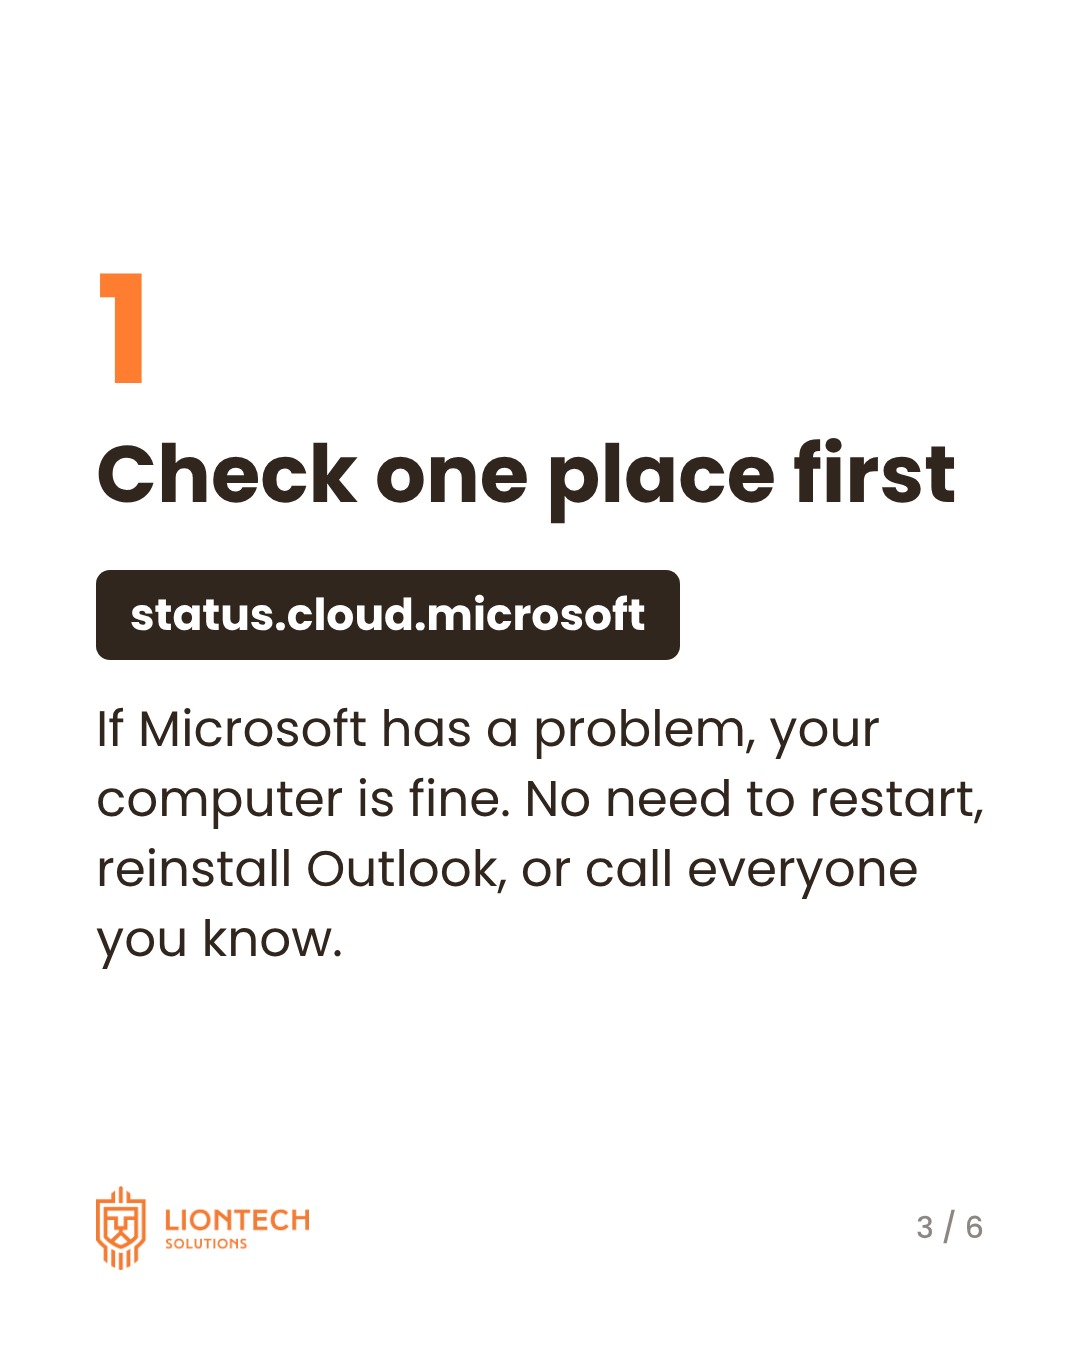 1
Check one place first
status.cloud.microsoft
If Microsoft has a problem, your
computer is fine. No need to restart,
reinstall Outlook, or call everyone
you know.
LIONTECH
SOLUTIONS
3 / 6